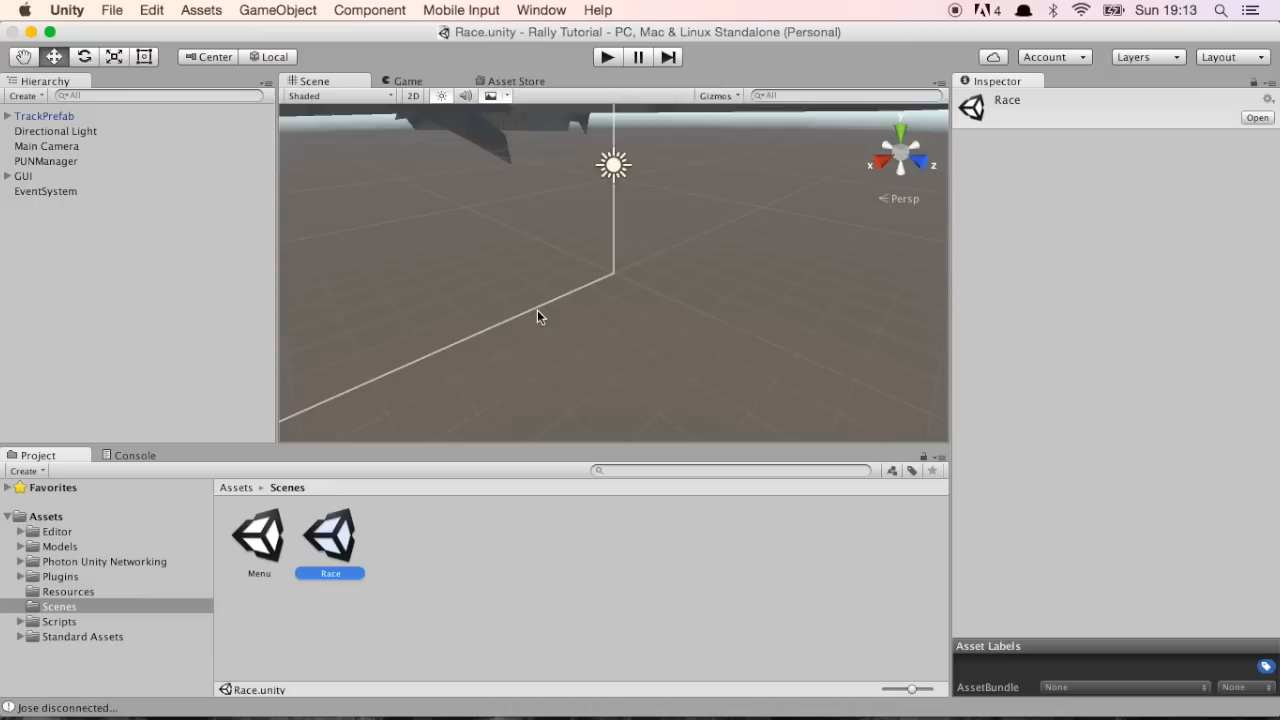 Unity File Edit Assets GameObject Component Mobile Input Window Help 4 Sun 19:13
Race.unity - Rally Tutorial - PC, Mac & Linux Standalone (Personal)
Center Local Account Layers Layout
Hierarchy Scene Game Asset Store Inspector
Create All Shaded 2D Gizmos All
Race
Open
TrackPrefab
Directional Light
Main Camera
PUNManager
GUI
EventSystem
y
x z
Persp
Project Console
Create
Favorites Assets Scenes
Assets
Editor
Models
Photon Unity Networking
Plugins
Resources
Scenes
Scripts
Standard Assets
Menu Race
Asset Labels
Race.unity AssetBundle None None
Jose disconnected...